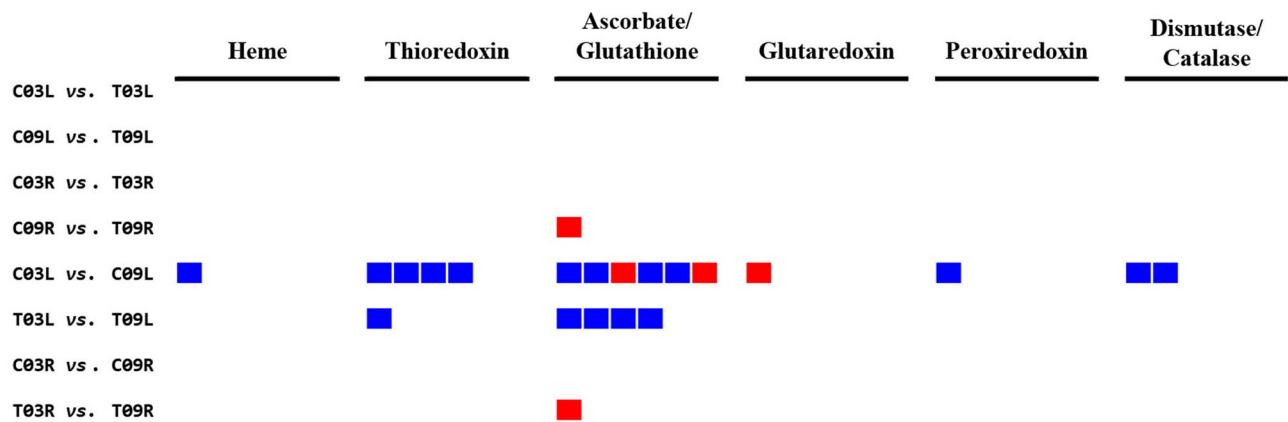 Heme
Thioredoxin
Ascorbate/
Glutathione
Glutaredoxin
Peroxiredoxin
Dismutase/
Catalase
C03L vs. T03L
C09L vs. T09L
C03R vs. T03R
C09R vs. T09R
C03L vs. C09L
T03L vs. T09L
C03R vs. C09R
T03R vs. T09R